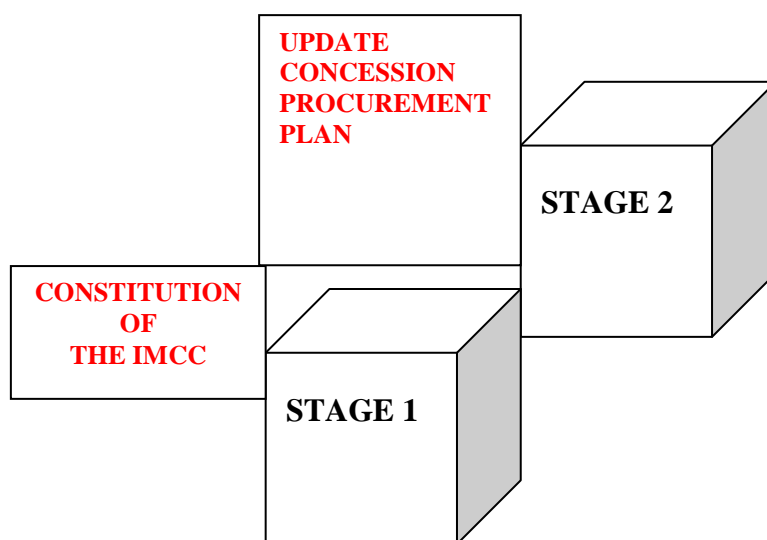 UPDATE
CONCESSION
PROCUREMENT
PLAN
STAGE 2
CONSTITUTION
OF
THE IMCC
STAGE 1